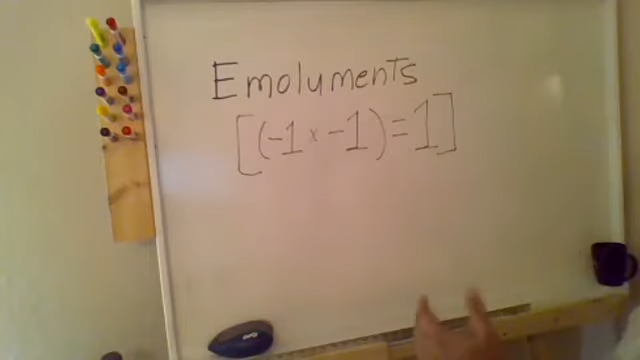 Emoluments
[(-1 × -1) = 1]